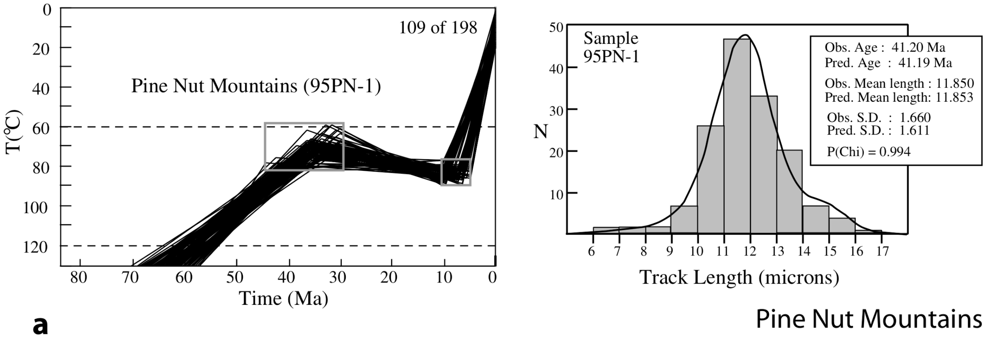 0
20
40
60
80
100
120
T(°C)
109 of 198
Pine Nut Mountains (95PN-1)
80 70 60 50 40 30 20 10 0
Time (Ma)
a
50
40
30
20
10
N
Sample
95PN-1
Obs. Age : 41.20 Ma
Pred. Age : 41.19 Ma
Obs. Mean length : 11.850
Pred. Mean length: 11.853
Obs. S.D. : 1.660
Pred. S.D. : 1.611
P(Chi) = 0.994
6 7 8 9 10 11 12 13 14 15 16 17
Track Length (microns)
Pine Nut Mountains